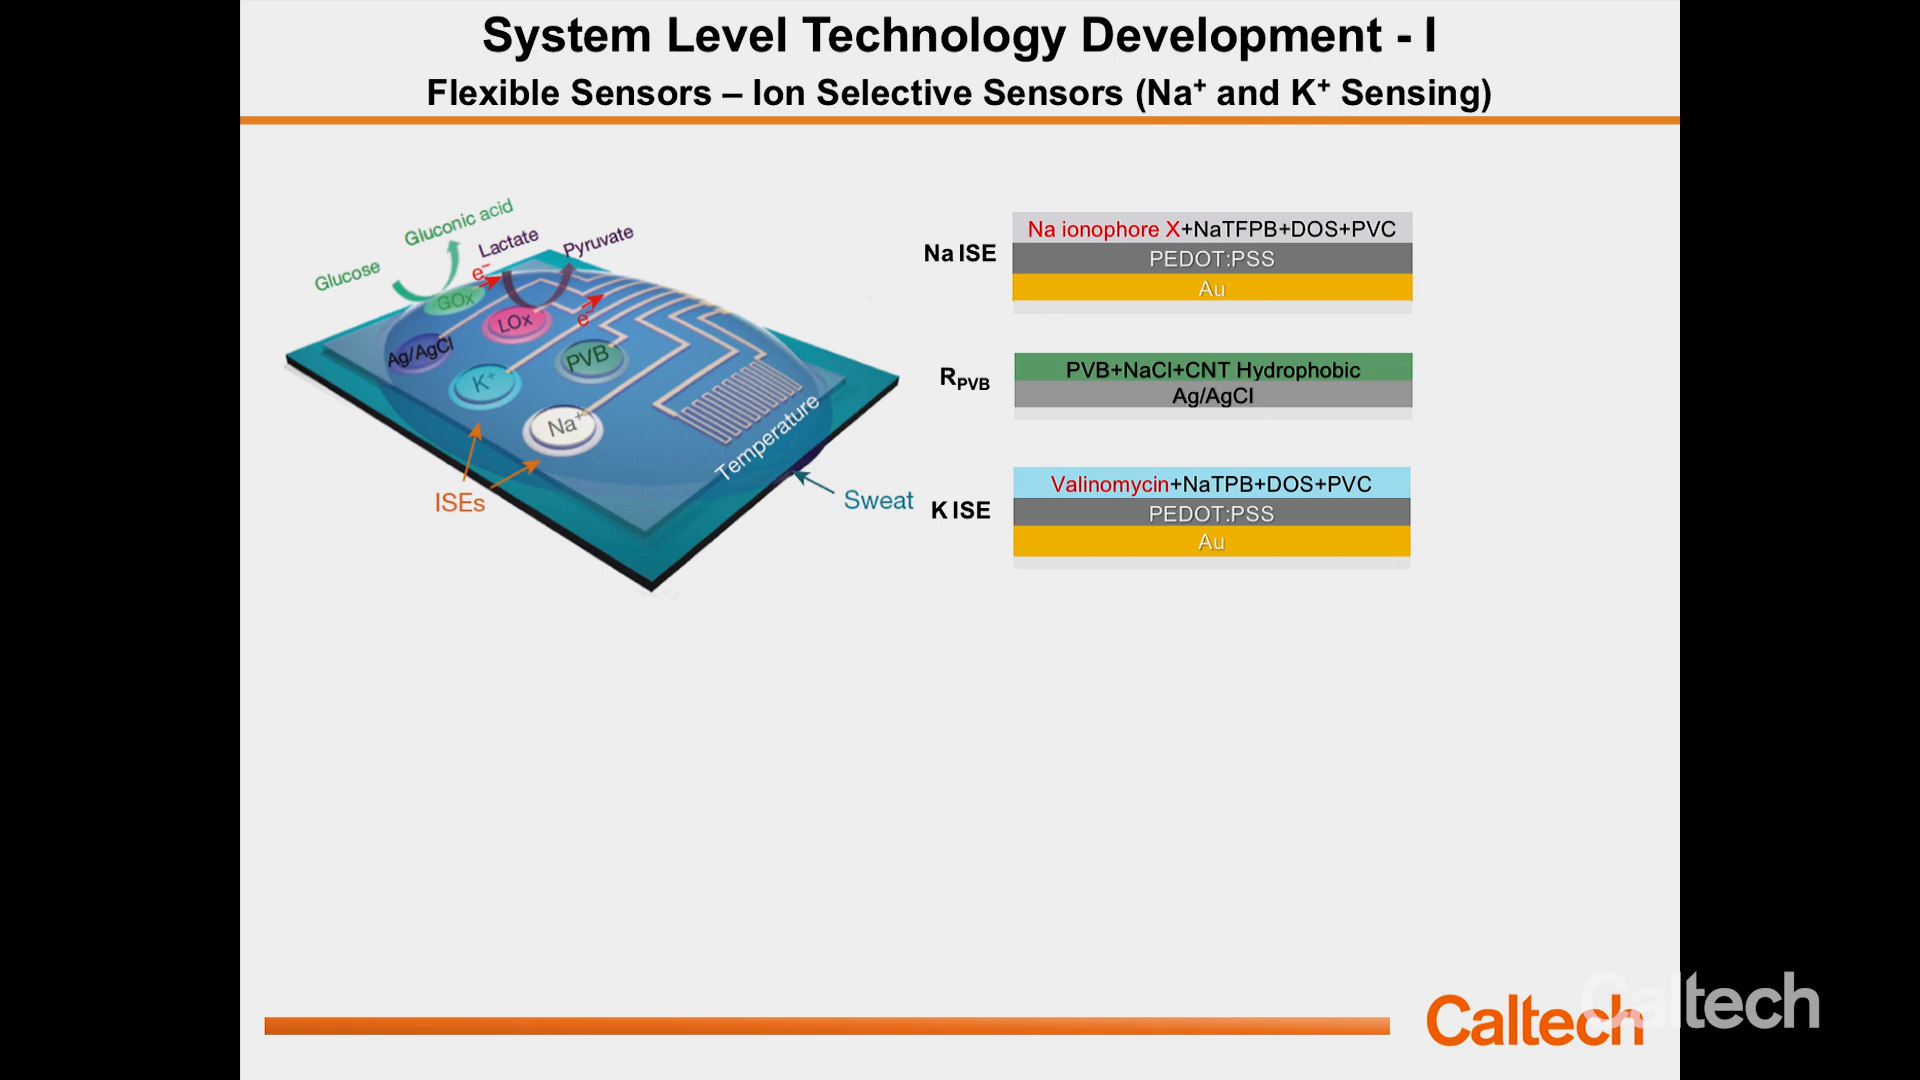 System Level Technology Development - I
Flexible Sensors – Ion Selective Sensors (Na⁺ and K⁺ Sensing)
Gluconic acid
Lactate
Pyruvate
Glucose
e⁻
GOx
LOx
e⁻
Ag/AgCl
PVB
K⁺
Na⁺
Temperature
ISEs
Sweat
Na ISE
Na ionophore X+NaTFPB+DOS+PVC
PEDOT:PSS
Au
R_PVB
PVB+NaCl+CNT Hydrophobic
Ag/AgCl
K ISE
Valinomycin+NaTPB+DOS+PVC
PEDOT:PSS
Au
Caltech
Caltech